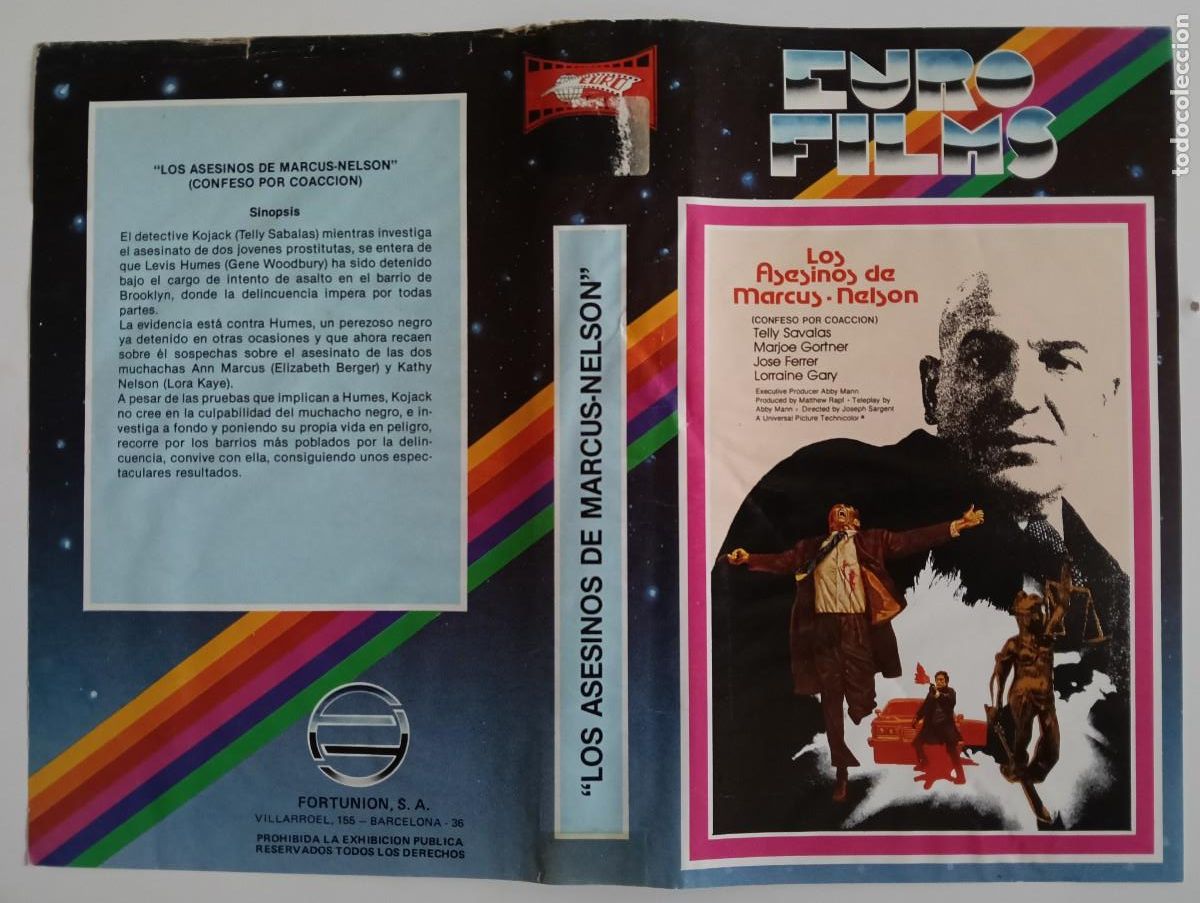 "LOS ASESINOS DE MARCUS-NELSON"
(CONFESO POR COACCION)
Sinopsis
El detective Kojack (Telly Sabalas) mientras investiga
el asesinato de dos jovenes prostitutas, se entera de
que Levis Humes (Gene Woodbury) ha sido detenido
bajo el cargo de intento de asalto en el barrio de
Brooklyn, donde la delincuencia impera por todas
partes.
La evidencia está contra Humes, un perezoso negro
ya detenido en otras ocasiones y que ahora recaen
sobre él sospechas sobre el asesinato de las dos
muchachas Ann Marcus (Elizabeth Berger) y Kathy
Nelson (Lora Kaye).
A pesar de las pruebas que implican a Humes, Kojack
no cree en la culpabilidad del muchacho negro, e in-
vestiga a fondo y poniendo su propia vida en peligro,
recorre por los barrios más poblados por la delin-
cuencia, convive con ella, consiguiendo unos espec-
taculares resultados.
FORTUNION, S. A.
VILLARROEL, 155 – BARCELONA - 36
PROHIBIDA LA EXHIBICION PUBLICA
RESERVADOS TODOS LOS DERECHOS
"LOS ASESINOS DE MARCUS-NELSON"
EURO
FILMS
Los
Asesinos de
Marcus-Nelson
(CONFESO POR COACCION)
Telly Savalas
Marjoe Gortner
Jose Ferrer
Lorraine Gary
Executive Producer Abby Mann
Produced by Matthew Rapf - Teleplay by
Abby Mann - Directed by Joseph Sargent
A Universal Picture Technicolor ®
todocoleccion